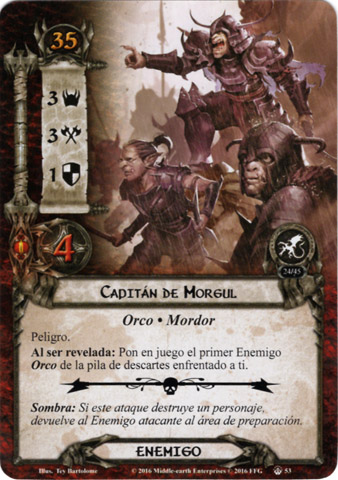 35
3
3
1
4
24/45
CAPITÁN DE MORGUL
Orco • Mordor
Peligro.
Al ser revelada: Pon en juego el primer Enemigo
Orco de la pila de descartes enfrentado a ti.
Sombra: Si este ataque destruye un personaje,
devuelve al Enemigo atacante al área de preparación.
ENEMIGO
Illus. Tey Bartolome © 2016 Middle-earth Enterprises © 2016 FFG 53